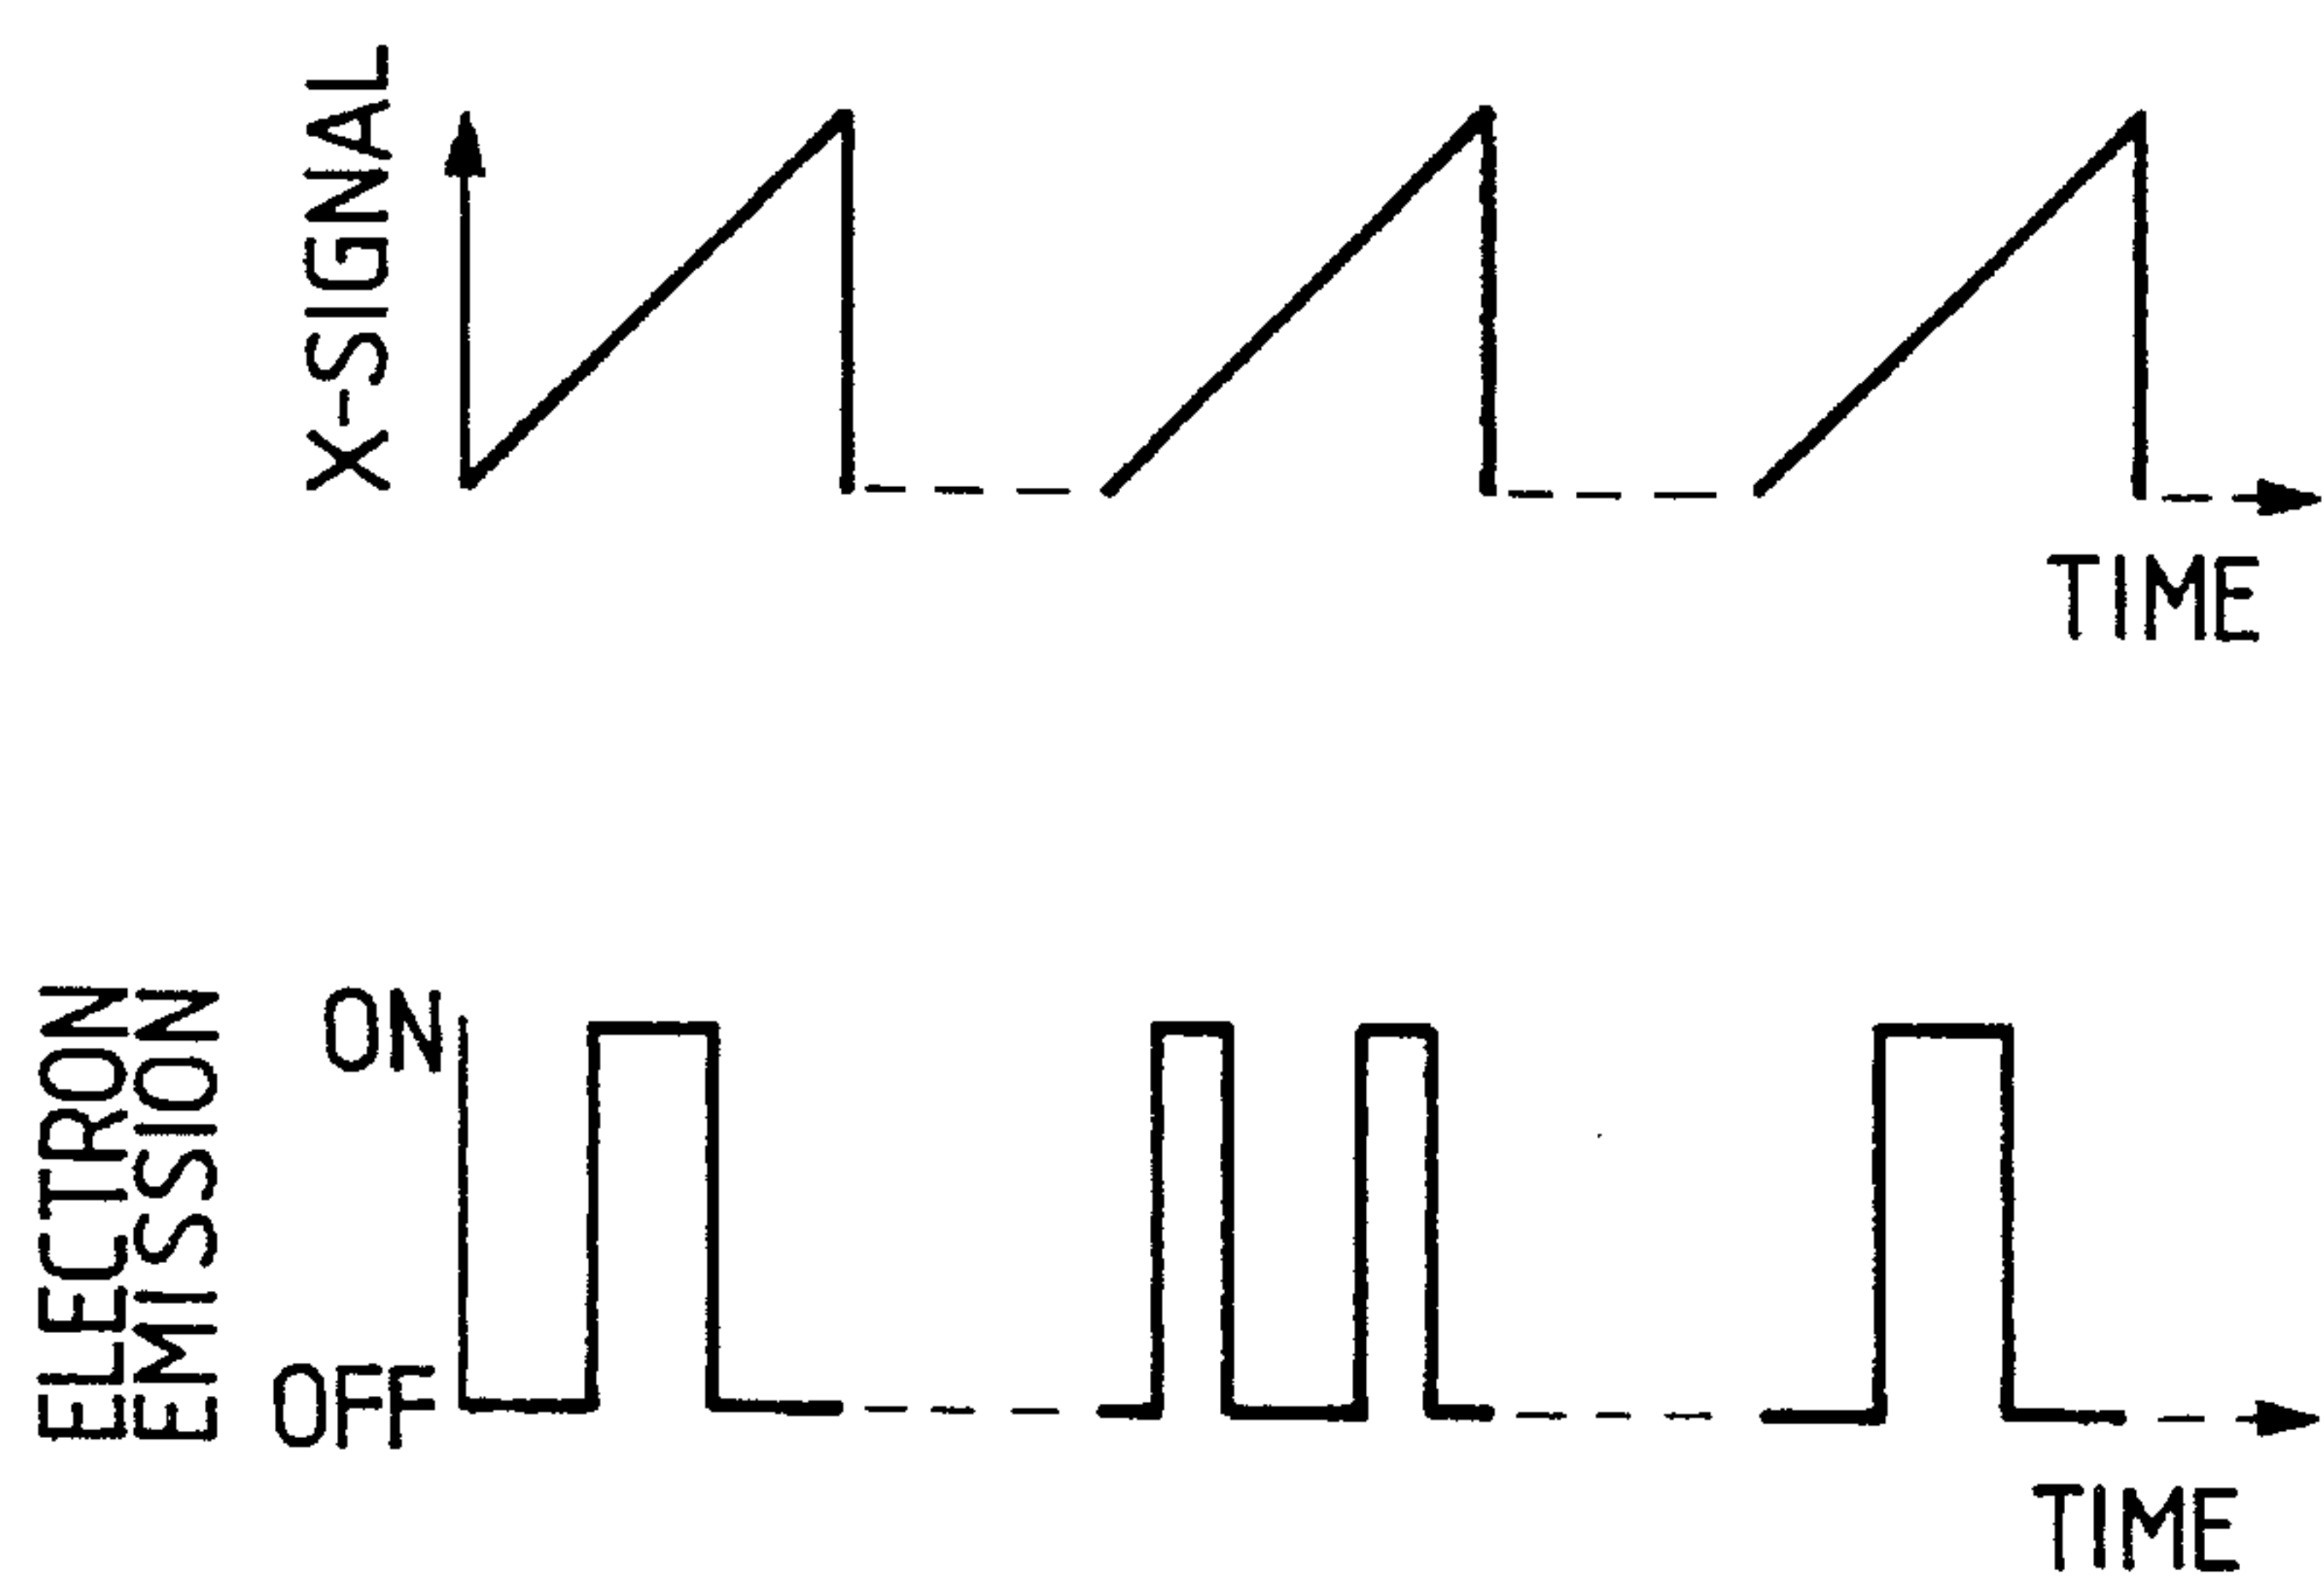 X-SIGNAL
TIME
ELECTRON
EMISSION
ON
OFF
TIME